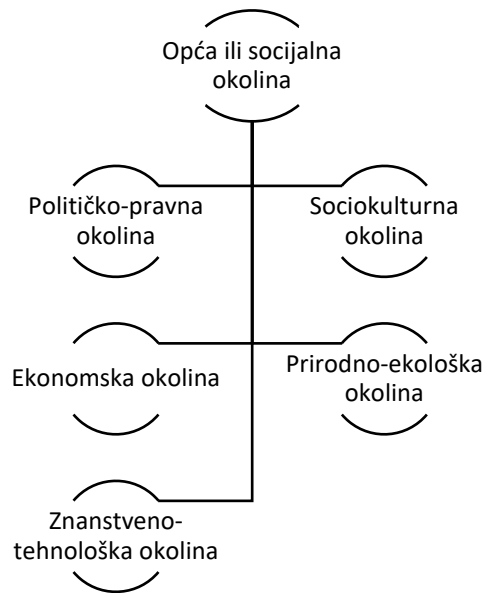 Opća ili socijalna
okolina
Političko-pravna
okolina
Sociokulturna
okolina
Ekonomska okolina
Prirodno-ekološka
okolina
Znanstveno-
tehnološka okolina